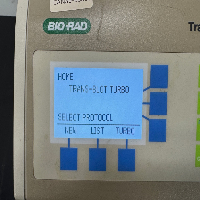 BIO-RAD
Tra
HOME
TRANS-BLOT TURBO
SELECT PROTOCOL
NEW LIST TURBO